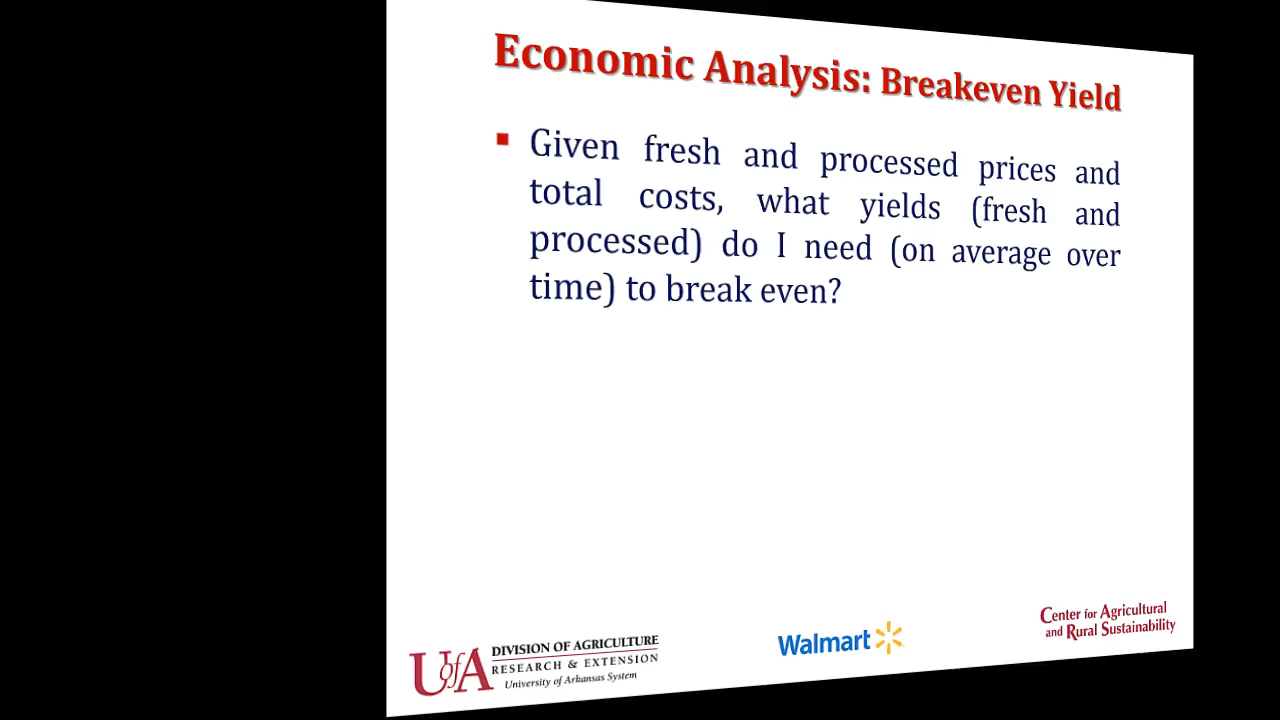 Economic Analysis: Breakeven Yield
▪ Given fresh and processed prices and
total costs, what yields (fresh and
processed) do I need (on average over
time) to break even?
UofA
DIVISION OF AGRICULTURE
RESEARCH & EXTENSION
University of Arkansas System
Walmart
Center for Agricultural
and Rural Sustainability